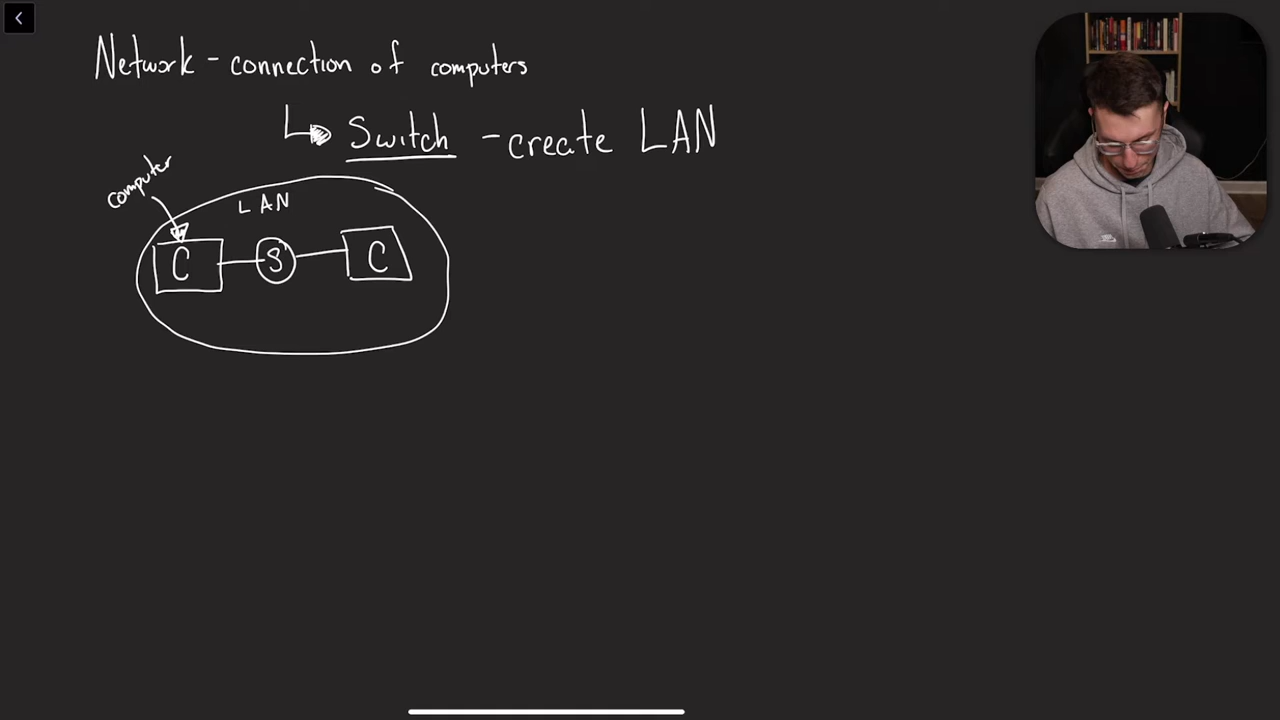 Network - connection of computers
Switch - create LAN
computer
LAN
C S C